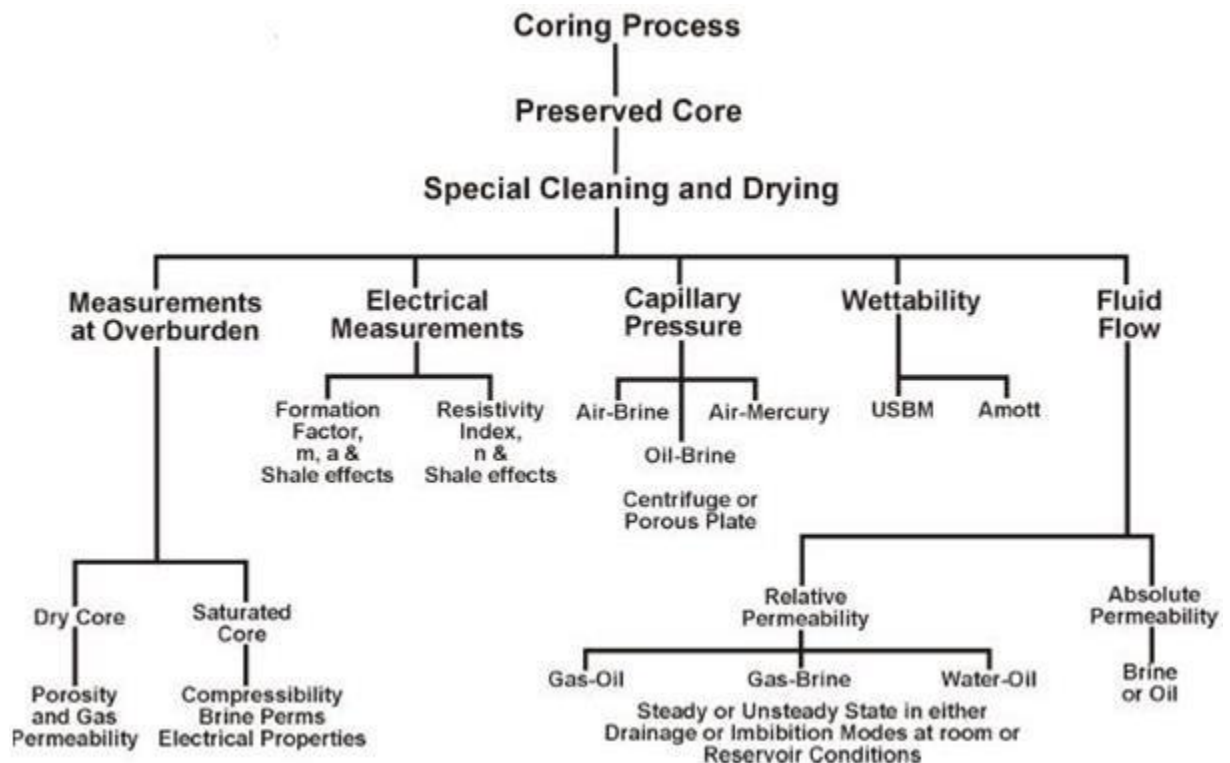 Coring Process
Preserved Core
Special Cleaning and Drying
Measurements
at Overburden
Electrical
Measurements
Capillary
Pressure
Wettability
Fluid
Flow
Formation
Factor,
m, a &
Shale effects
Resistivity
Index,
n &
Shale effects
Air-Brine
Air-Mercury
Oil-Brine
Centrifuge or
Porous Plate
USBM
Amott
Dry Core
Saturated
Core
Porosity
and Gas
Permeability
Compressibility
Brine Perms
Electrical Properties
Relative
Permeability
Absolute
Permeability
Gas-Oil
Gas-Brine
Water-Oil
Steady or Unsteady State in either
Drainage or Imbibition Modes at room or
Reservoir Conditions
Brine
or Oil